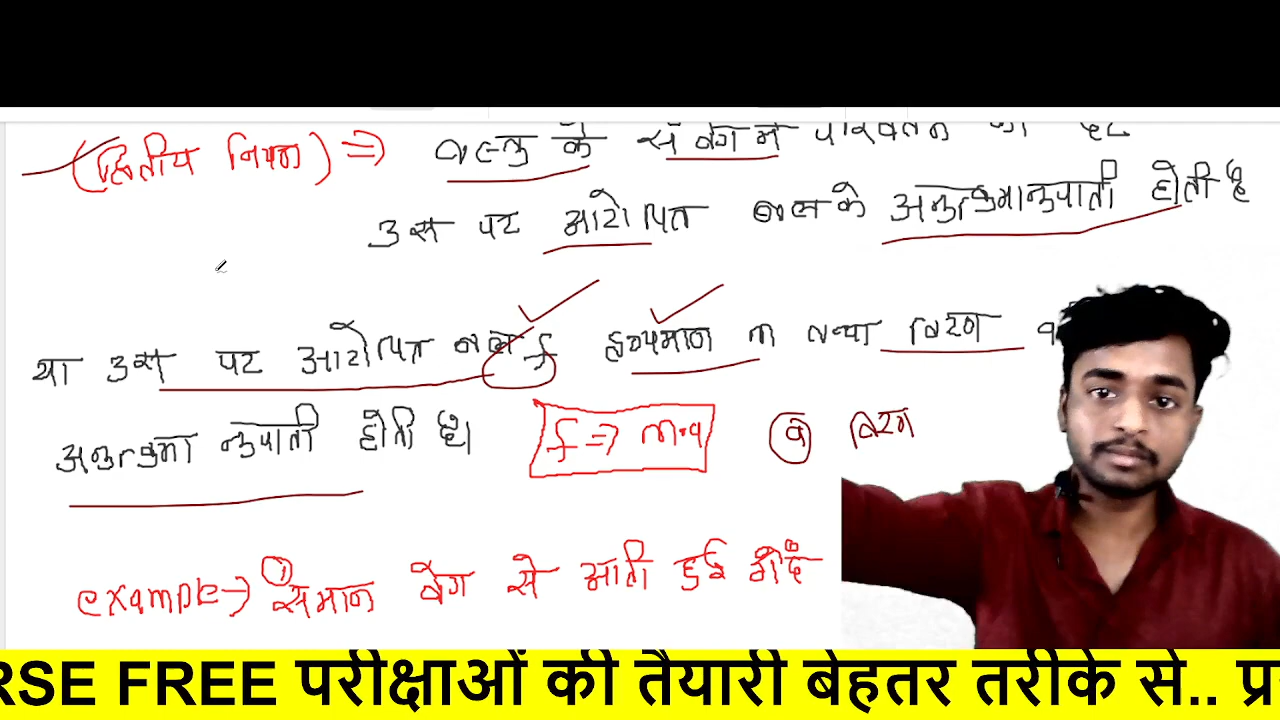 (द्वितीय नियम) => वस्तु के संवेग में परिवर्तन की दर
उस पर आरोपित बल के अनुत्क्रमानुपाती होती है
या उस पर आरोपित बल f द्रव्यमान m तथा त्वरण
अनुत्क्रमा नुपाती होती है। f => m.a व त्वरण
example-> ① समान वेग से आती हुई गेंद
RSE FREE परीक्षाओं की तैयारी बेहतर तरीके से..